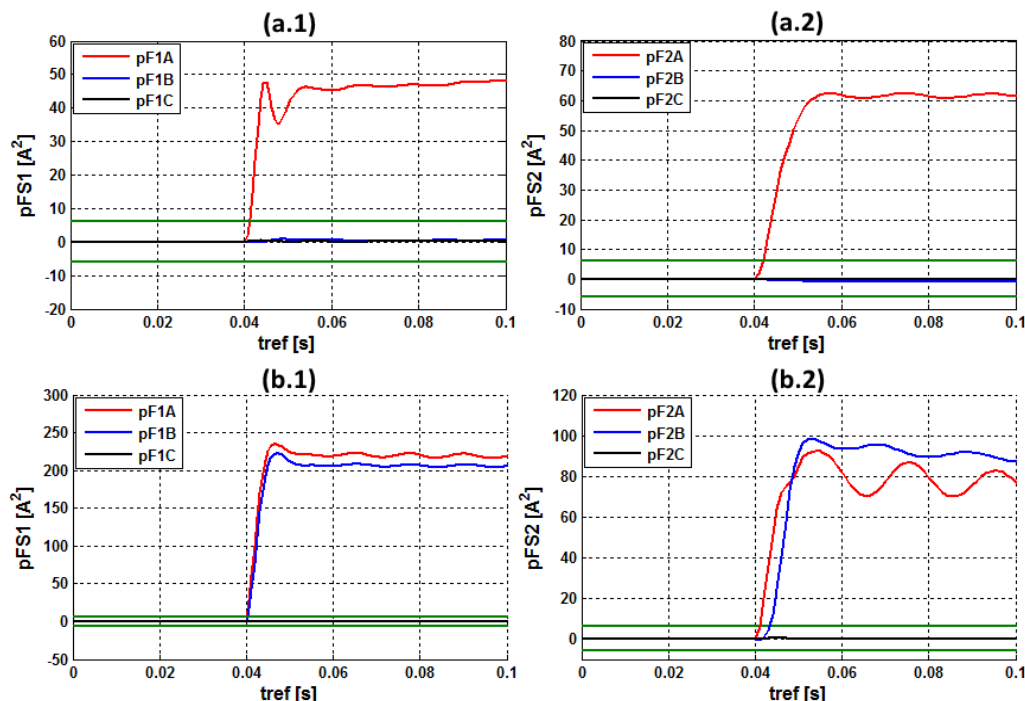 (a.1)
pFS1 [A²]
60
50
40
30
20
10
0
-10
-20
pF1A
pF1B
pF1C
0 0.02 0.04 0.06 0.08 0.1
tref [s]
(a.2)
pFS2 [A²]
80
70
60
50
40
30
20
10
0
-10
pF2A
pF2B
pF2C
0 0.02 0.04 0.06 0.08 0.1
tref [s]
(b.1)
pFS1 [A²]
300
250
200
150
100
50
0
-50
pF1A
pF1B
pF1C
0 0.02 0.04 0.06 0.08 0.1
tref [s]
(b.2)
pFS2 [A²]
120
100
80
60
40
20
0
-20
pF2A
pF2B
pF2C
0 0.02 0.04 0.06 0.08 0.1
tref [s]